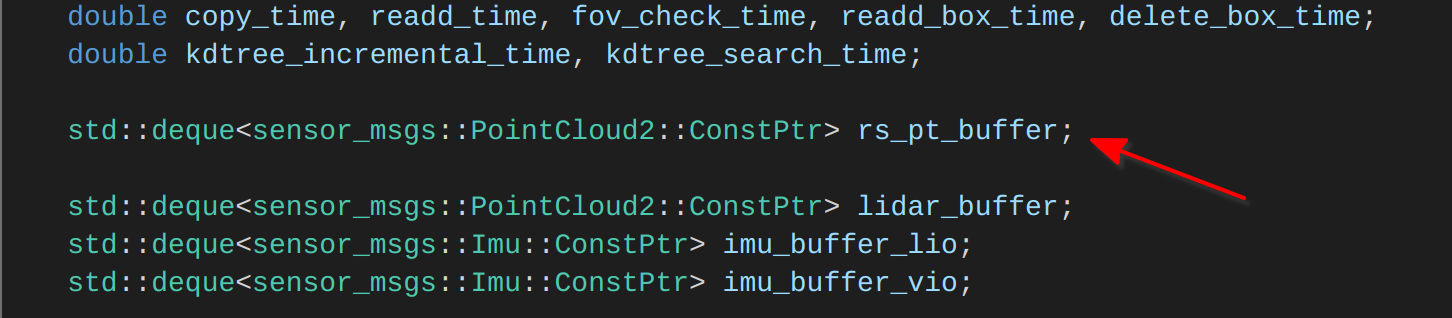 double copy_time, readd_time, fov_check_time, readd_box_time, delete_box_time;
double kdtree_incremental_time, kdtree_search_time;
std::deque<sensor_msgs::PointCloud2::ConstPtr> rs_pt_buffer;
std::deque<sensor_msgs::PointCloud2::ConstPtr> lidar_buffer;
std::deque<sensor_msgs::Imu::ConstPtr> imu_buffer_lio;
std::deque<sensor_msgs::Imu::ConstPtr> imu_buffer_vio;